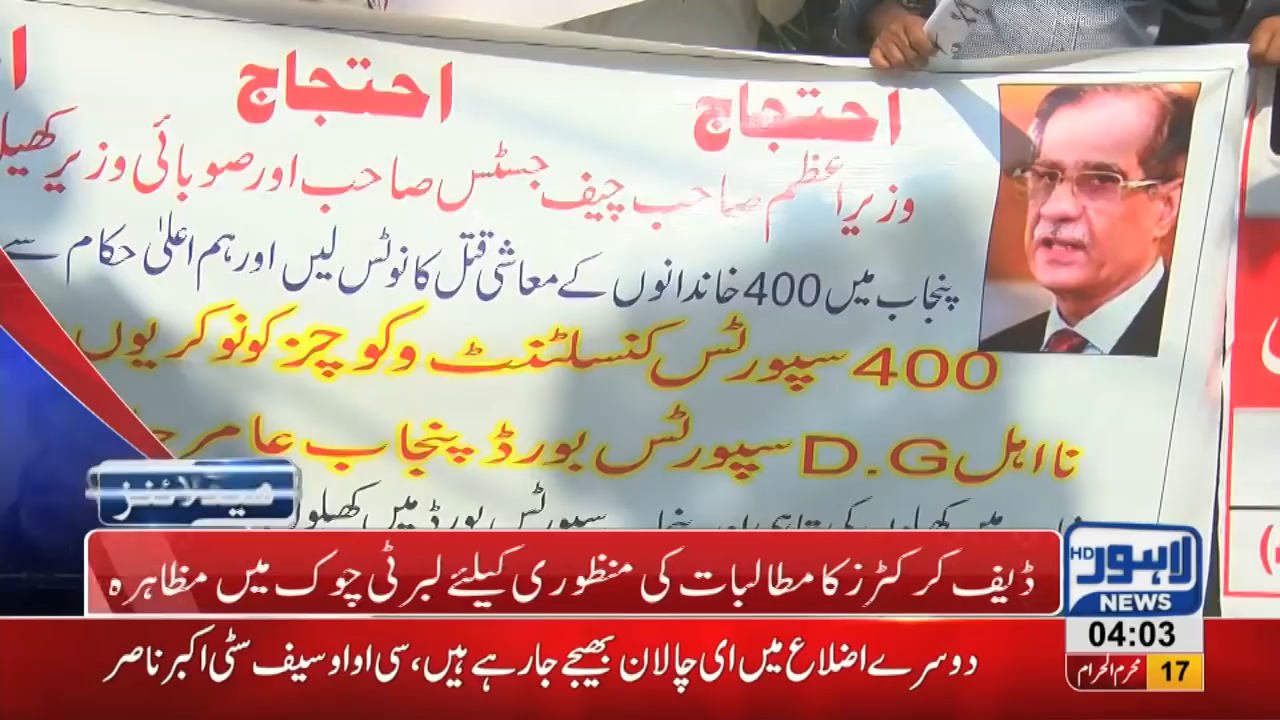 احتجاج احتجاج
وزیراعظم صاحب چیف جسٹس صاحب اور صوبائی وزیر کھیل
پنجاب میں 400 خاندانوں کے معاشی قتل کا نوٹس لیں اور ہم اعلیٰ حکام سے
400 سپورٹس کنسلٹنٹ و کوچز کو نوکریوں
نااہل D.G سپورٹس بورڈ پنجاب عامر
ہیڈلائنز
ڈیف کرکٹرز کا مطالبات کی منظوری کیلئے لبرٹی چوک میں مظاہرہ
لاہور HD
NEWS
04:03
دوسرے اضلاع میں ای چالان بھیجے جارہے ہیں، سی او او سیف سٹی اکبر ناصر
17 محرم الحرام